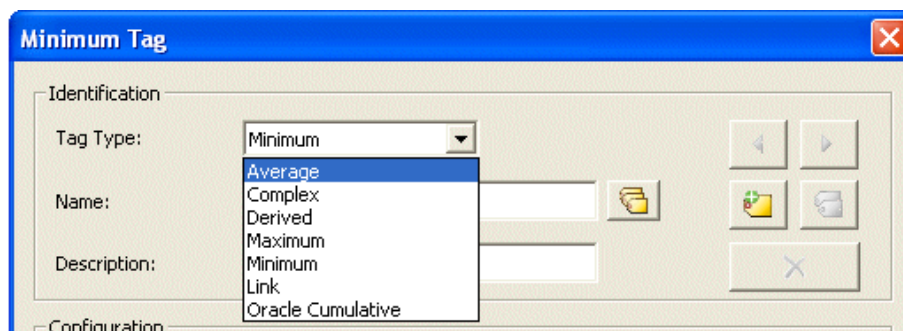 Minimum Tag
Identification
Tag Type:
Minimum
Average
Complex
Name:
Derived
Maximum
Minimum
Description:
Link
Oracle Cumulative
Configuration